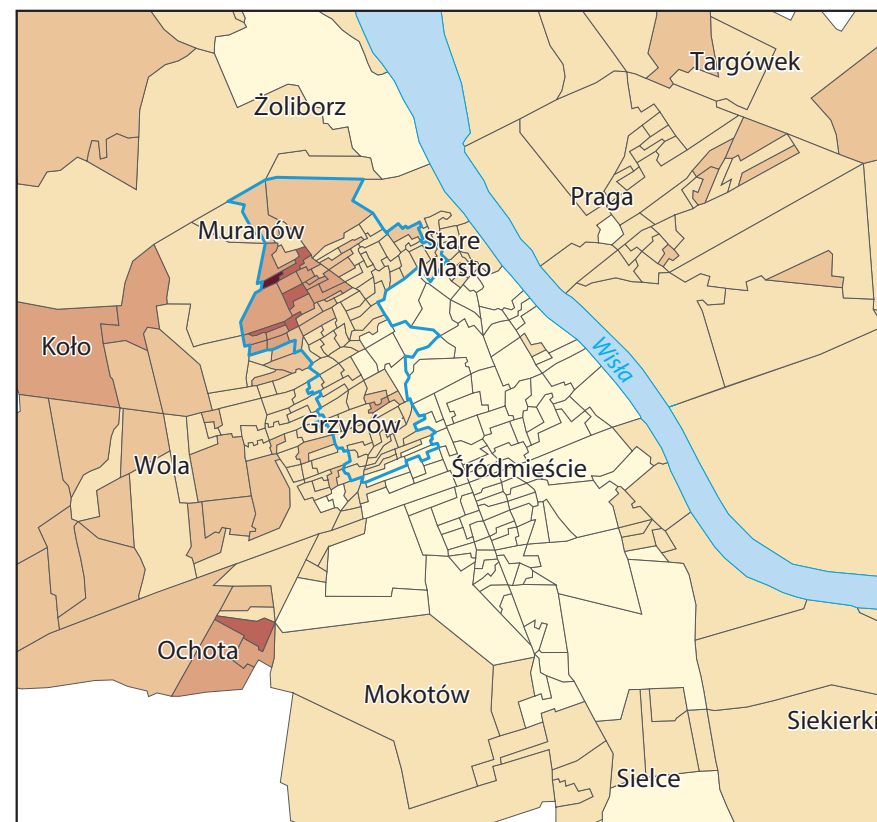 Targówek
Żoliborz
Praga
Muranów
Stare
Miasto
Koło
Wisła
Grzybów
Wola
Śródmieście
Ochota
Mokotów
Siekierki
Sielce